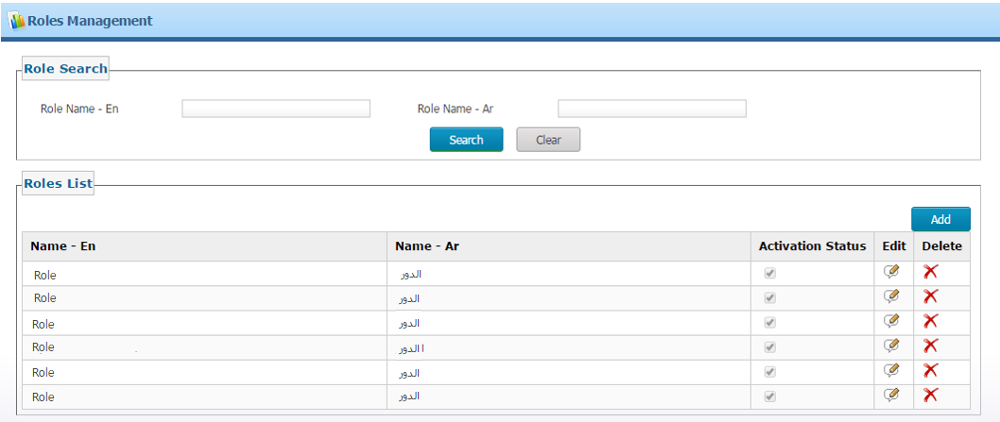 Roles Management
Role Search
Role Name - En Role Name - Ar
Search Clear
Roles List
Add
Name - En Name - Ar Activation Status Edit Delete
Role الدور
Role الدور
Role الدور
Role ا الدور
Role الدور
Role الدور